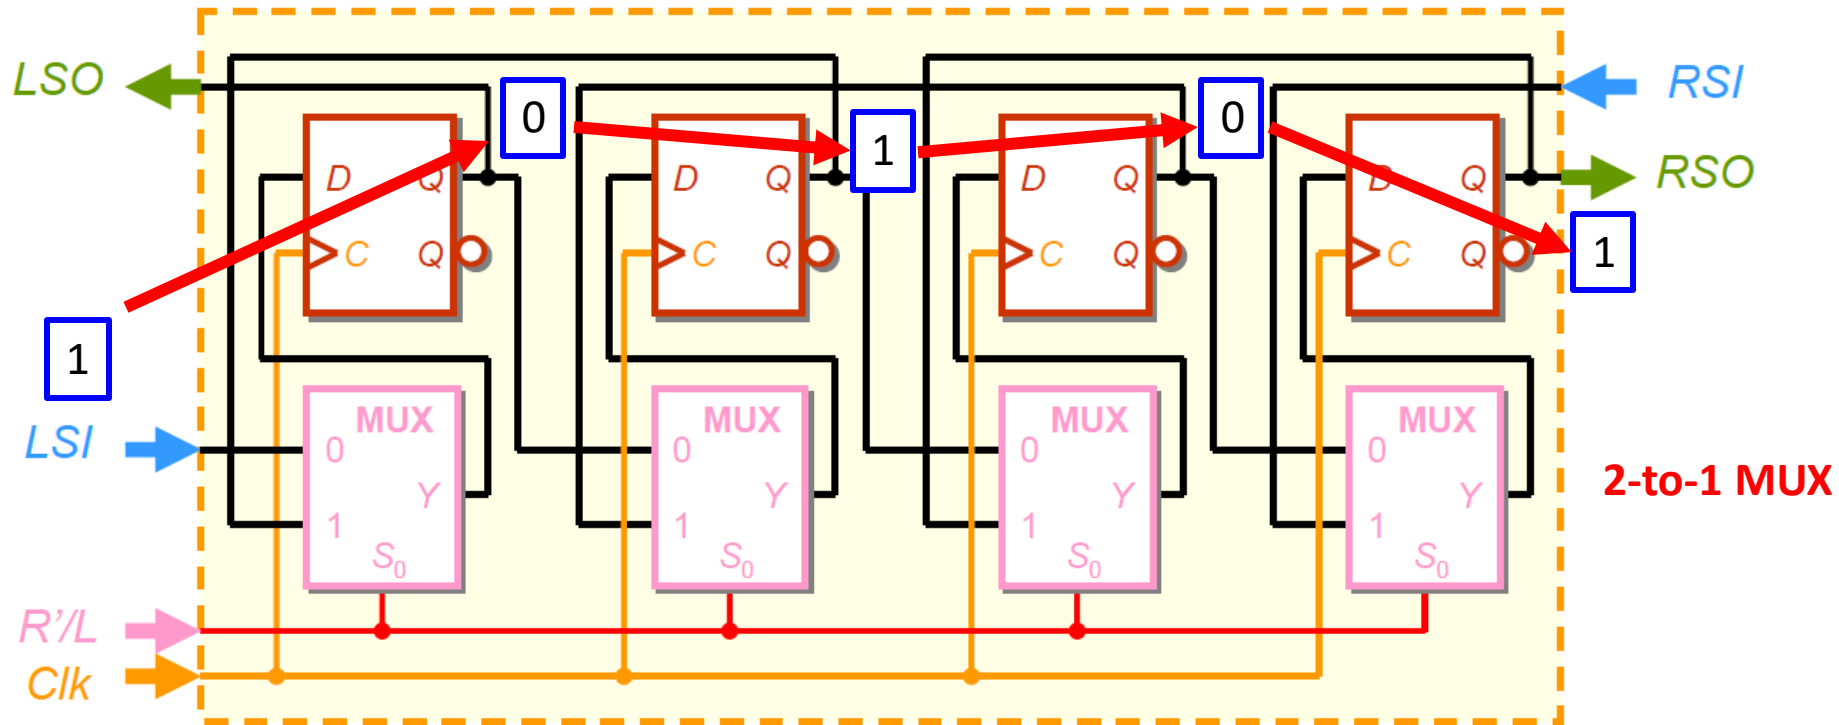 LSO
RSI
0
1
0
D Q
D Q
D Q
D Q
RSO
C Q
C Q
C Q
C Q
1
1
MUX
MUX
MUX
MUX
LSI
0
0
0
0
Y
Y
Y
Y
2-to-1 MUX
1
1
1
1
S0
S0
S0
S0
R'/L
Clk